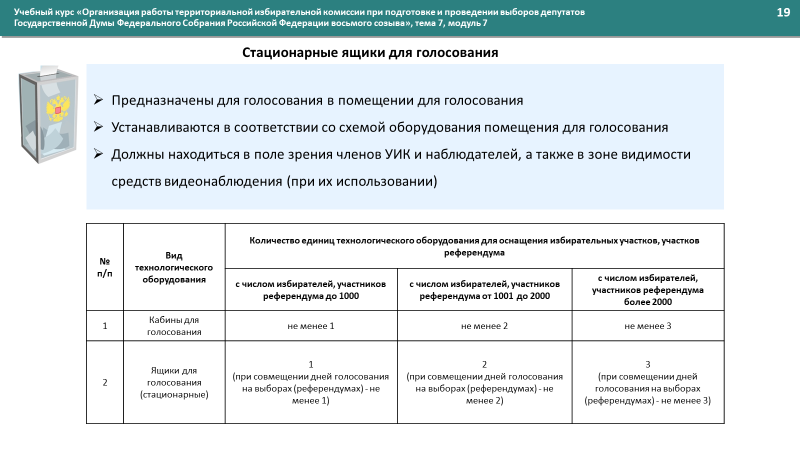 Учебный курс «Организация работы территориальной избирательной комиссии при подготовке и проведении выборов депутатов
Государственной Думы Федерального Собрания Российской Федерации восьмого созыва», тема 7, модуль 7
19
Стационарные ящики для голосования
Предназначены для голосования в помещении для голосования
Устанавливаются в соответствии со схемой оборудования помещения для голосования
Должны находиться в поле зрения членов УИК и наблюдателей, а также в зоне видимости
средств видеонаблюдения (при их использовании)
№
п/п
Вид
технологического
оборудования
Количество единиц технологического оборудования для оснащения избирательных участков, участков
референдума
с числом избирателей, участников
референдума до 1000
с числом избирателей, участников
референдума от 1001 до 2000
с числом избирателей,
участников референдума
более 2000
1
Кабины для
голосования
не менее 1
не менее 2
не менее 3
2
Ящики для
голосования
(стационарные)
1
(при совмещении дней голосования
на выборах (референдумах) - не
менее 1)
2
(при совмещении дней голосования
на выборах (референдумах) - не
менее 2)
3
(при совмещении дней
голосования на выборах
(референдумах) - не менее 3)